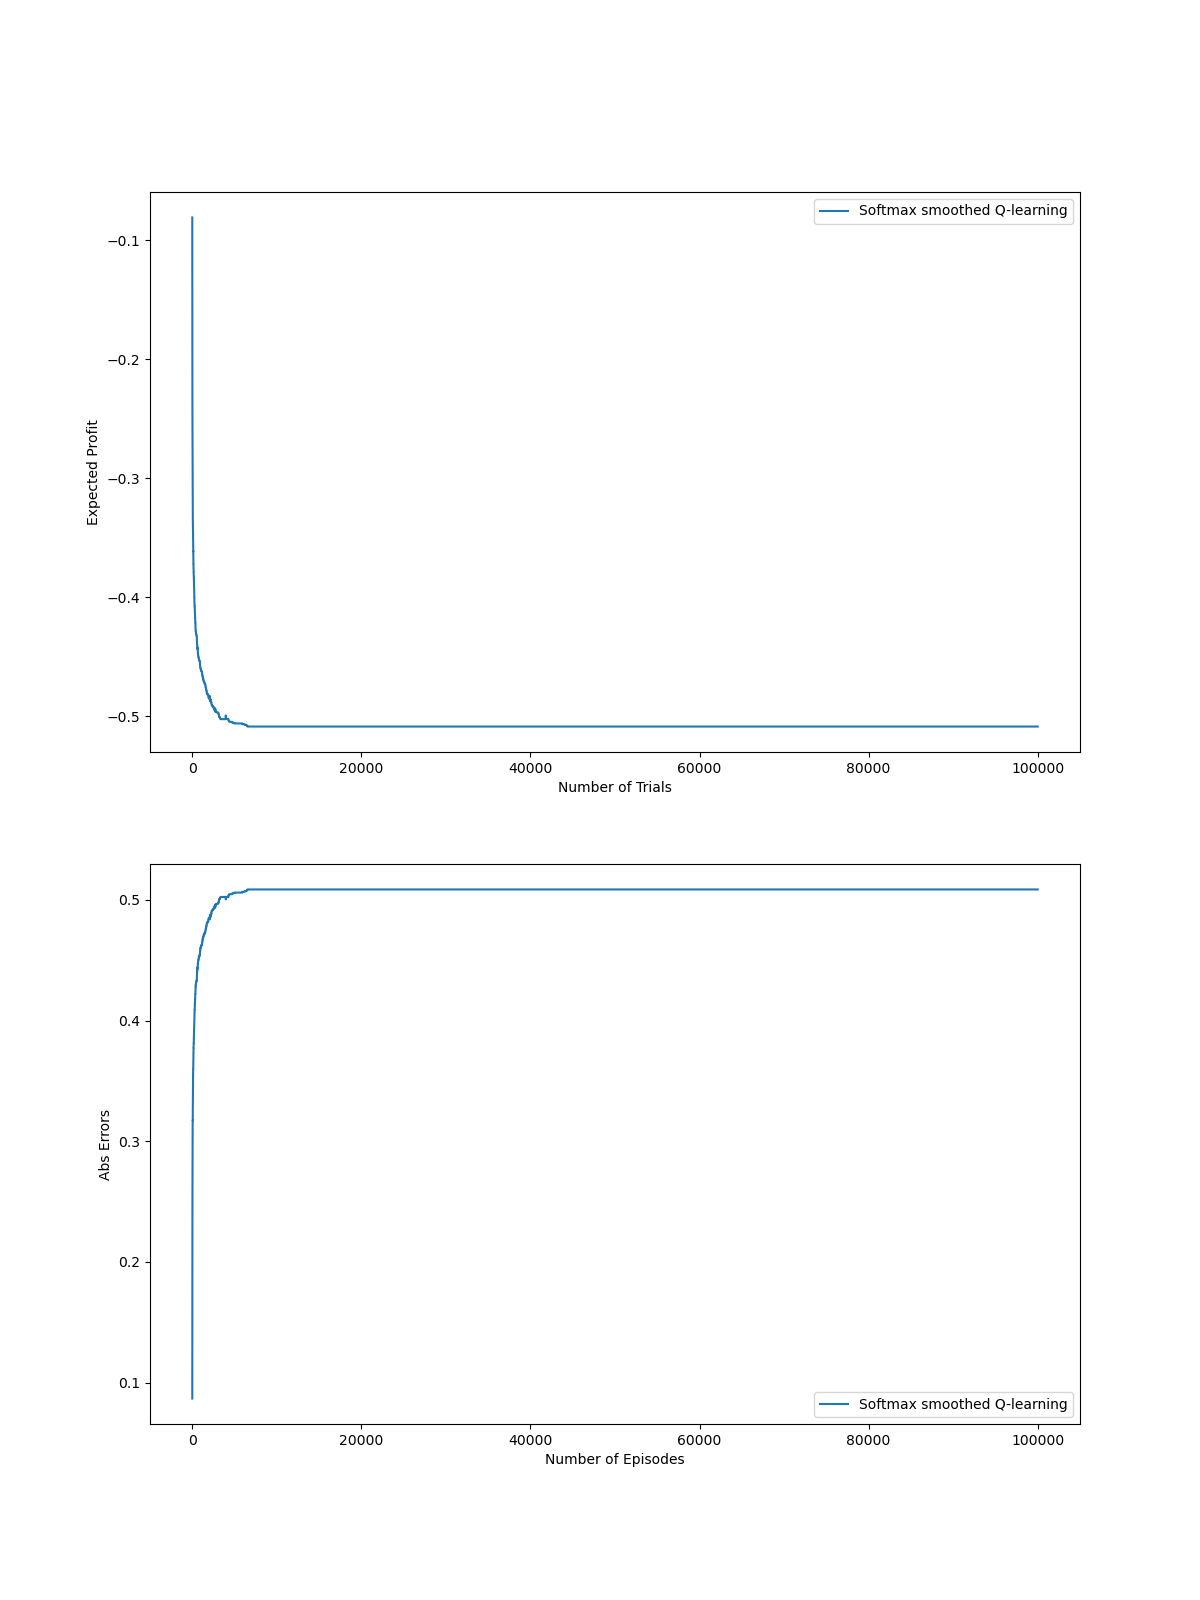 Softmax smoothed Q-learning
−0.1
−0.2
−0.3
−0.4
−0.5
Expected Profit
0 20000 40000 60000 80000 100000
Number of Trials
0.5
0.4
0.3
0.2
0.1
Abs Errors
Softmax smoothed Q-learning
0 20000 40000 60000 80000 100000
Number of Episodes